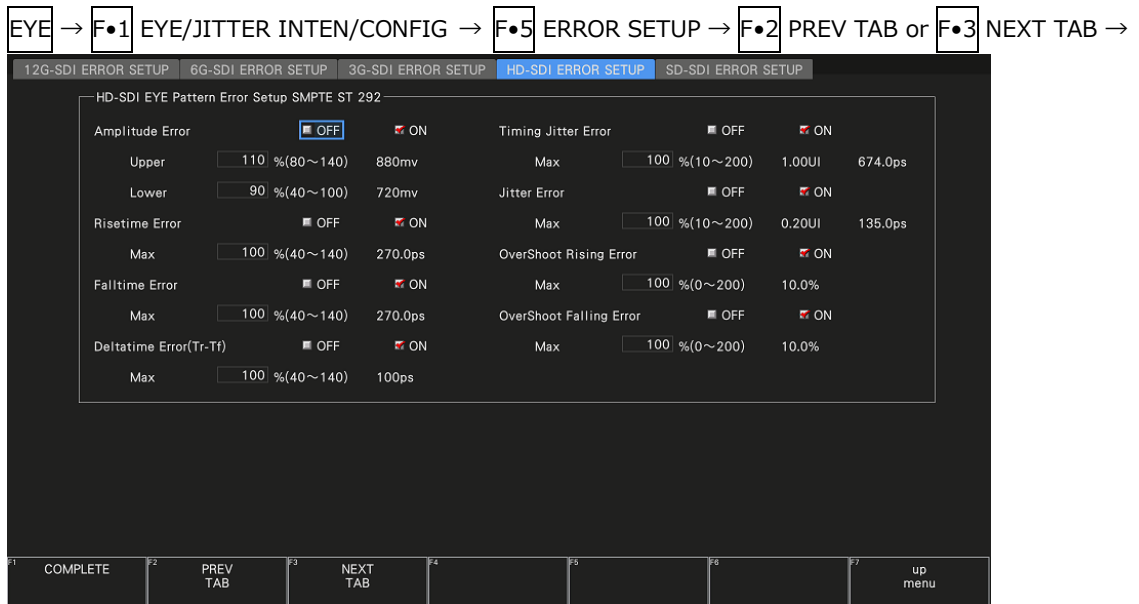 EYE → F•1 EYE/JITTER INTEN/CONFIG → F•5 ERROR SETUP → F•2 PREV TAB or F•3 NEXT TAB →
12G-SDI ERROR SETUP 6G-SDI ERROR SETUP 3G-SDI ERROR SETUP HD-SDI ERROR SETUP SD-SDI ERROR SETUP
HD-SDI EYE Pattern Error Setup SMPTE ST 292
Amplitude Error OFF ON Timing Jitter Error OFF ON
Upper 110 %(80～140) 880mv Max 100 %(10～200) 1.00UI 674.0ps
Lower 90 %(40～100) 720mv Jitter Error OFF ON
Risetime Error OFF ON Max 100 %(10～200) 0.20UI 135.0ps
Max 100 %(40～140) 270.0ps OverShoot Rising Error OFF ON
Falltime Error OFF ON Max 100 %(0～200) 10.0%
Max 100 %(40～140) 270.0ps OverShoot Falling Error OFF ON
Deltatime Error(Tr-Tf) OFF ON Max 100 %(0～200) 10.0%
Max 100 %(40～140) 100ps
F1 COMPLETE F2 PREV TAB F3 NEXT TAB F4 F5 F6 F7 up menu